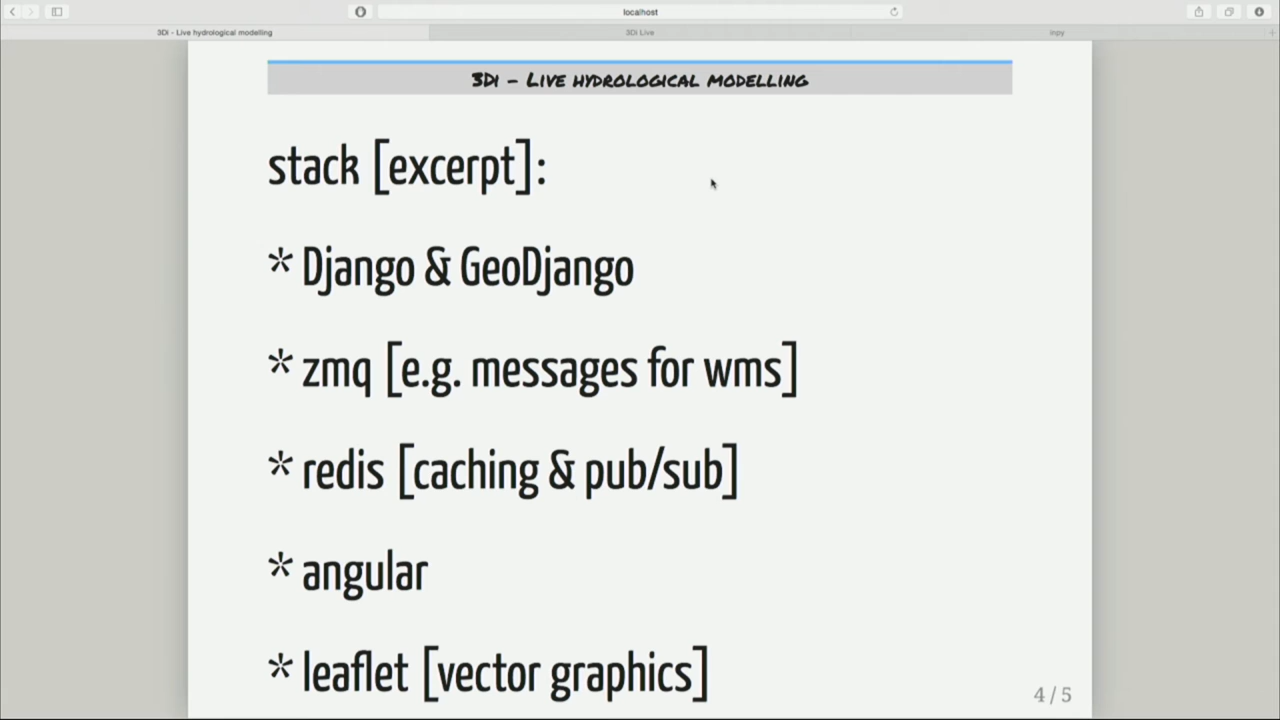 localhost
3Di - Live hydrological modelling
3Di Live
inpy
3Di – Live hydrological modelling
stack [excerpt]:
* Django & GeoDjango
* zmq [e.g. messages for wms]
* redis [caching & pub/sub]
* angular
* leaflet [vector graphics]
4 / 5